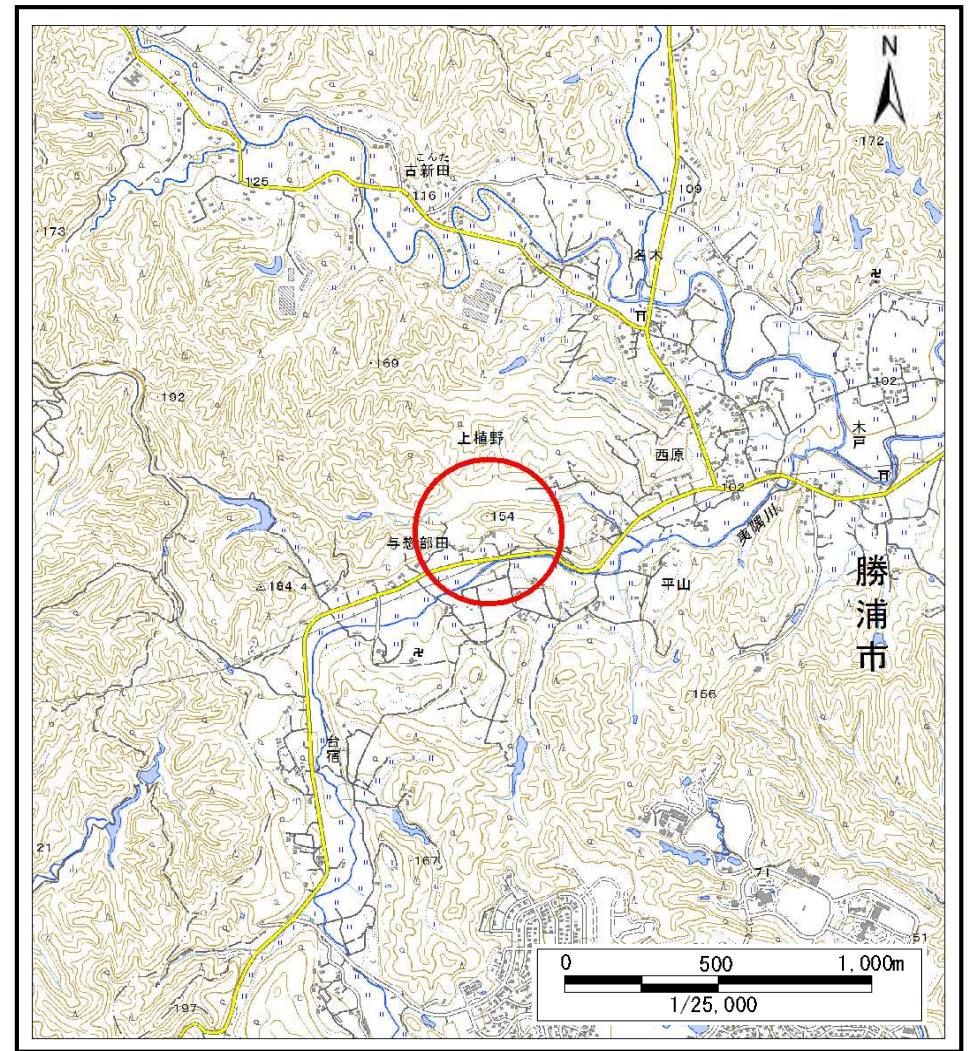 N
・172
こんた
古新田
・125
・116
・109
173
名木
・169
・192
・102
木戸
上植野
西原
102
・154
夷隅川
与惣部田
△184.4
平山
勝浦市
・156
台宿
・167
21
71
51
・197
0 500 1,000m
1/25,000